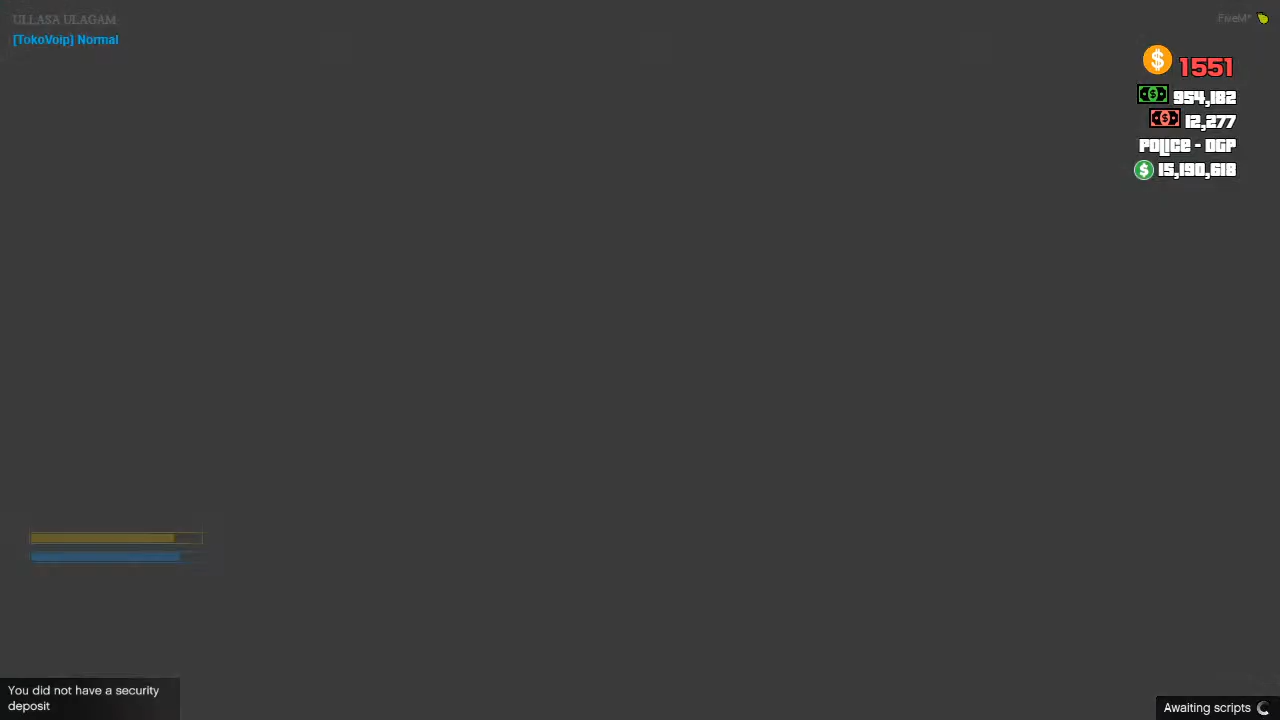 ULLASA ULAGAM
[TokoVoip] Normal
FiveM*
1551
954,182
12,277
POLICE - DGP
15,190,618
You did not have a security
deposit
Awaiting scripts